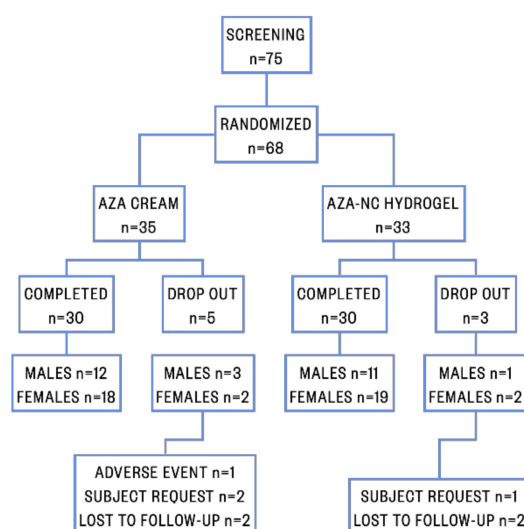 SCREENING
n=75
RANDOMIZED
n=68
AZA CREAM
n=35
AZA-NC HYDROGEL
n=33
COMPLETED
n=30
DROP OUT
n=5
COMPLETED
n=30
DROP OUT
n=3
MALES n=12
FEMALES n=18
MALES n=3
FEMALES n=2
MALES n=11
FEMALES n=19
MALES n=1
FEMALES n=2
ADVERSE EVENT n=1
SUBJECT REQUEST n=2
LOST TO FOLLOW-UP n=2
SUBJECT REQUEST n=1
LOST TO FOLLOW-UP n=2